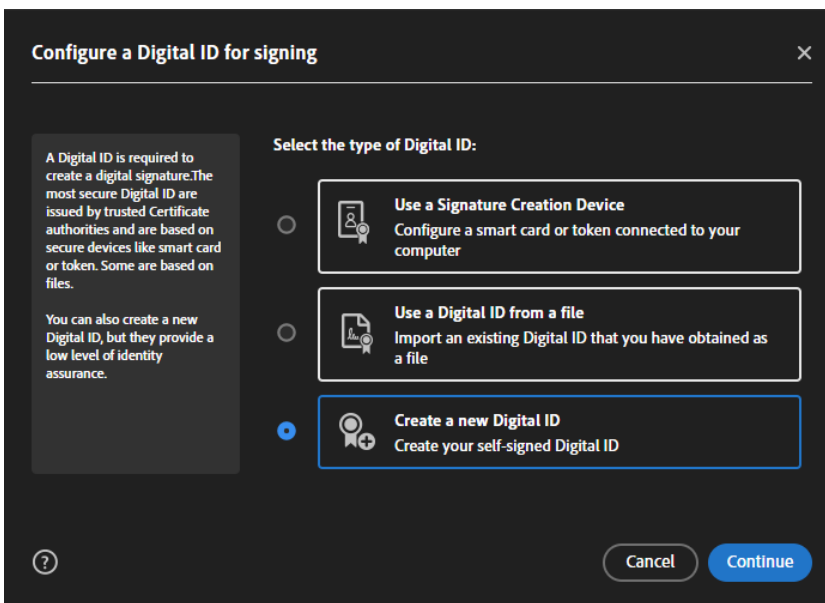 Configure a Digital ID for signing
A Digital ID is required to
create a digital signature.The
most secure Digital ID are
issued by trusted Certificate
authorities and are based on
secure devices like smart card
or token. Some are based on
files.
You can also create a new
Digital ID, but they provide a
low level of identity
assurance.
Select the type of Digital ID:
Use a Signature Creation Device
Configure a smart card or token connected to your
computer
Use a Digital ID from a file
Import an existing Digital ID that you have obtained as
a file
Create a new Digital ID
Create your self-signed Digital ID
?
Cancel
Continue